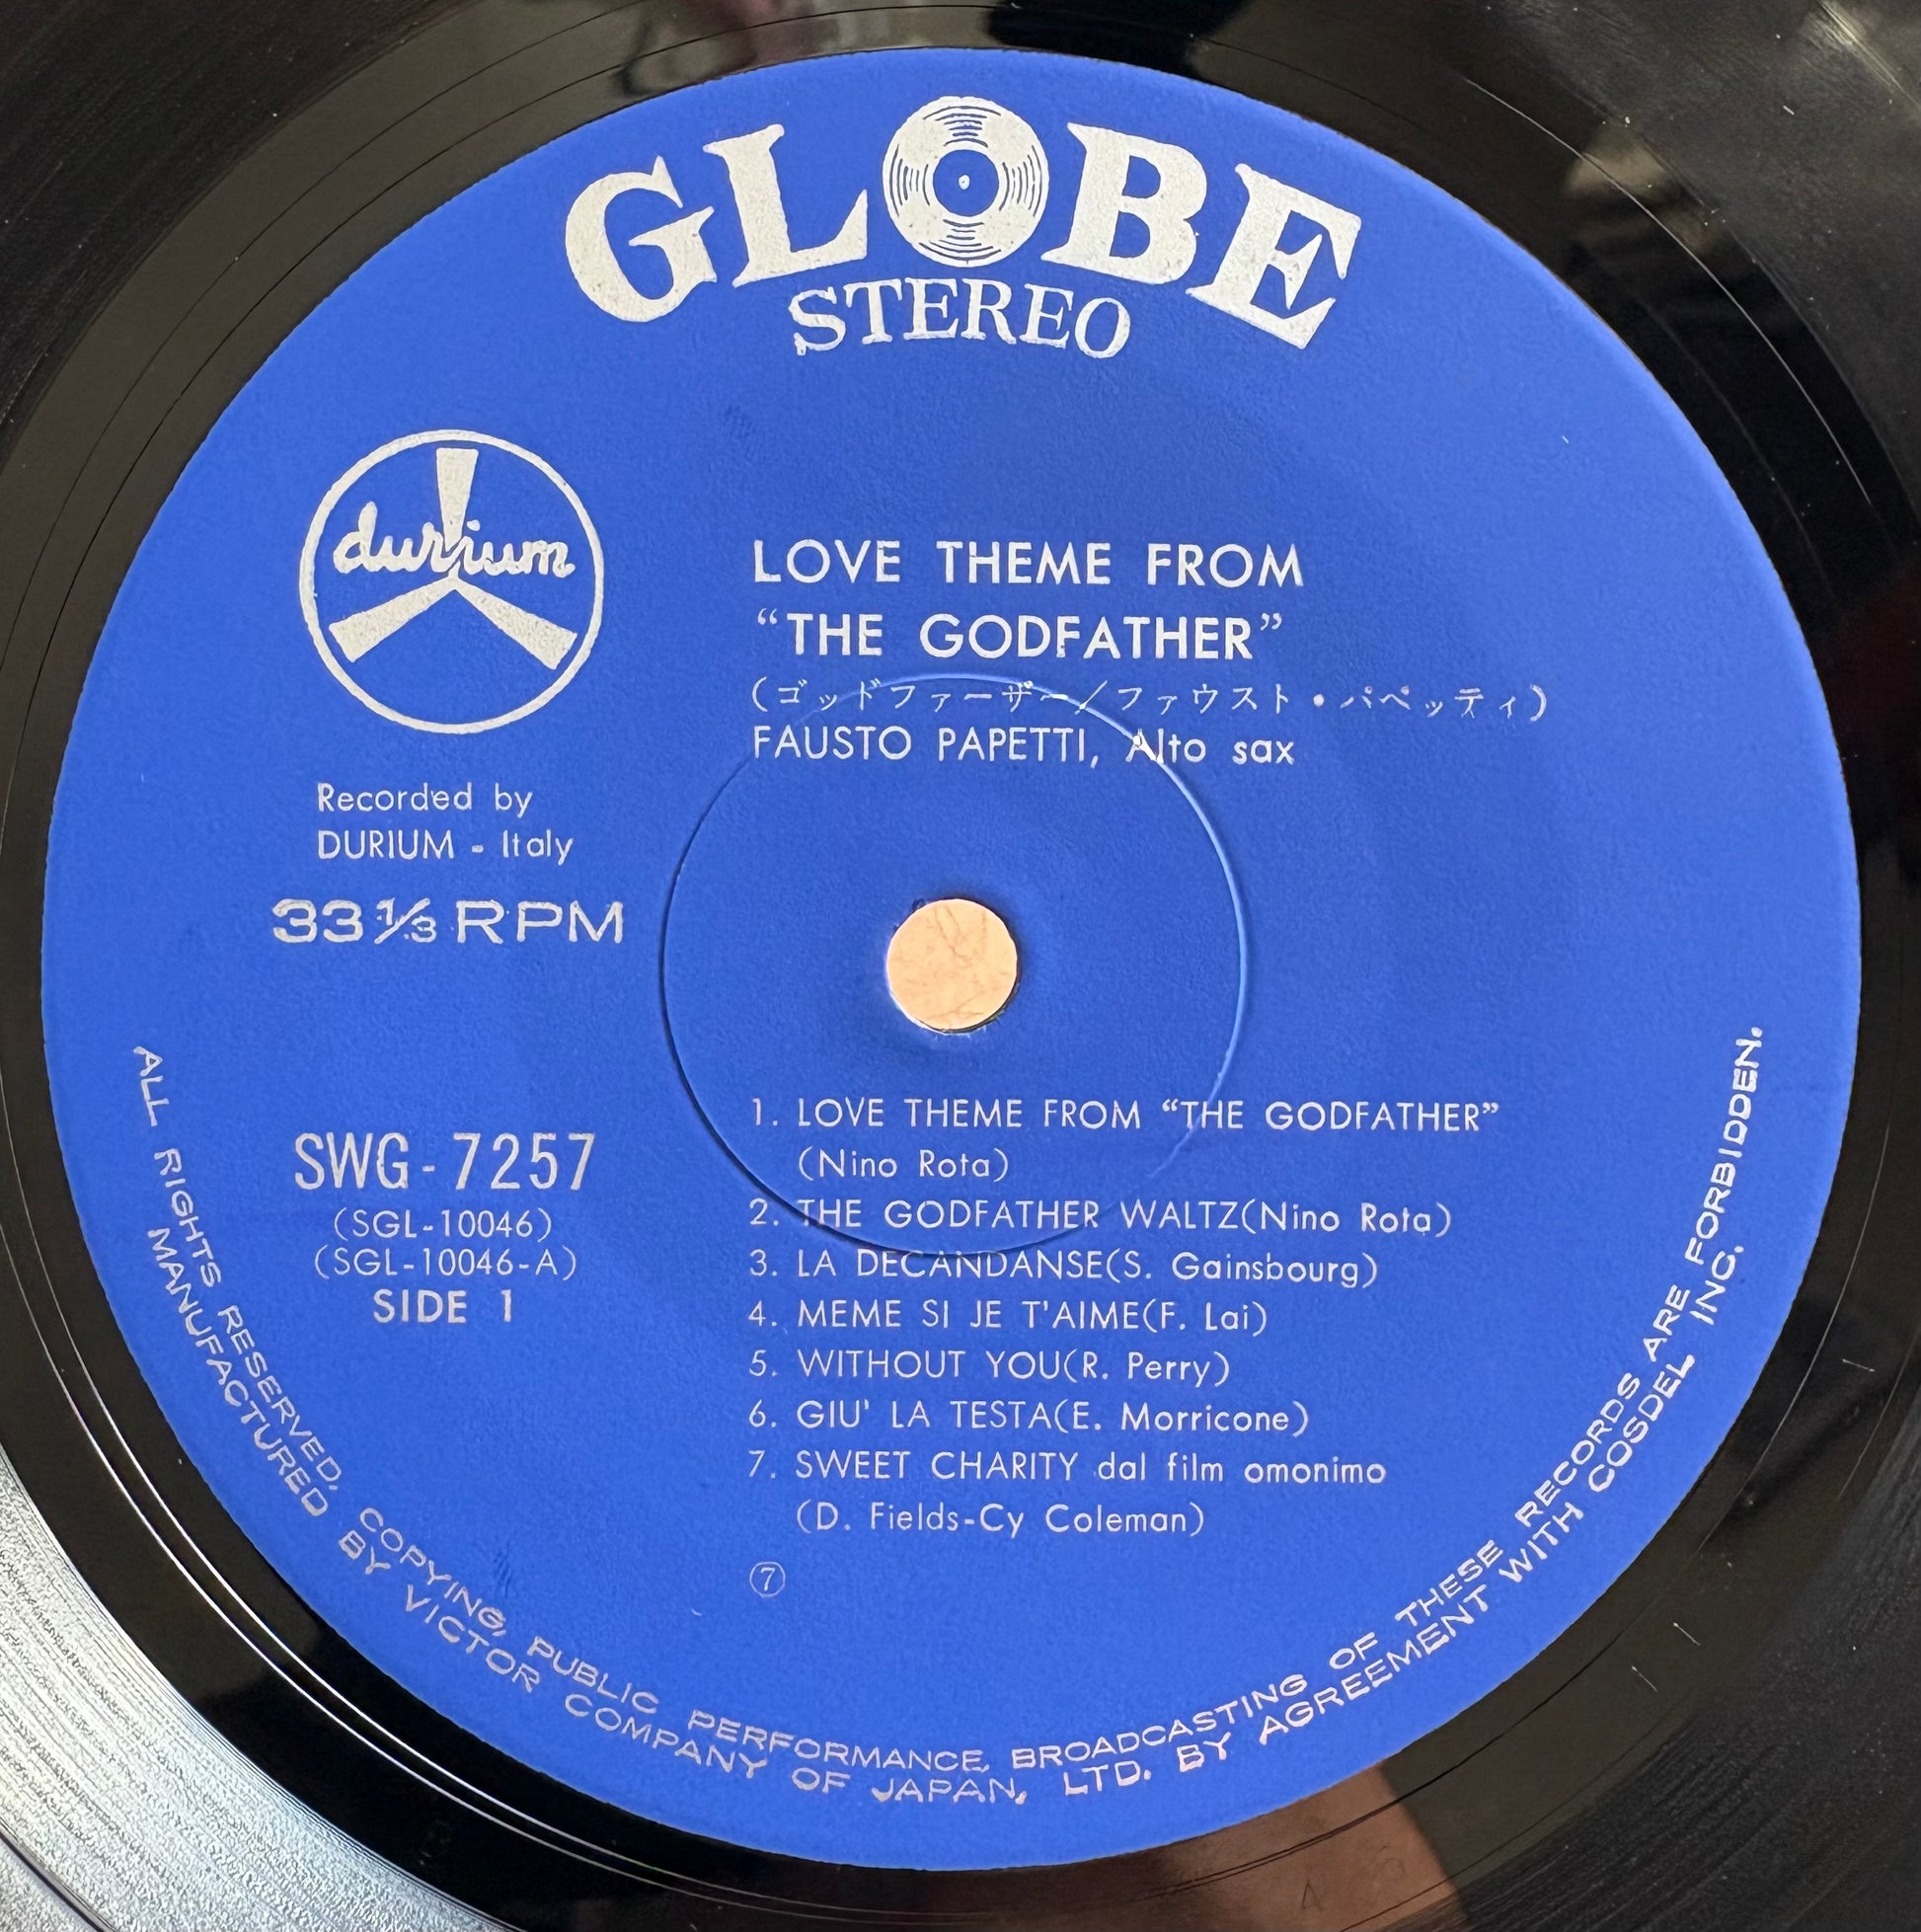 GLOBE
STEREO
durium
LOVE THEME FROM
“THE GODFATHER”
(ゴッドファーザー/ファウスト・パペッティ)
FAUSTO PAPETTI, Alto sax
Recorded by
DURIUM - Italy
33 1/3 RPM
SWG-7257
(SGL-10046)
(SGL-10046-A)
SIDE 1
1. LOVE THEME FROM “THE GODFATHER”
(Nino Rota)
2. THE GODFATHER WALTZ(Nino Rota)
3. LA DECANDANSE(S. Gainsbourg)
4. MEME SI JE T'AIME(F. Lai)
5. WITHOUT YOU(R. Perry)
6. GIU' LA TESTA(E. Morricone)
7. SWEET CHARITY dal film omonimo
(D. Fields-Cy Coleman)
⑦
ALL RIGHTS RESERVED, COPYING, PUBLIC PERFORMANCE, BROADCASTING OF THESE RECORDS ARE FORBIDDEN.
MANUFACTURED BY VICTOR COMPANY OF JAPAN, LTD. BY AGREEMENT WITH COSDEL INC.